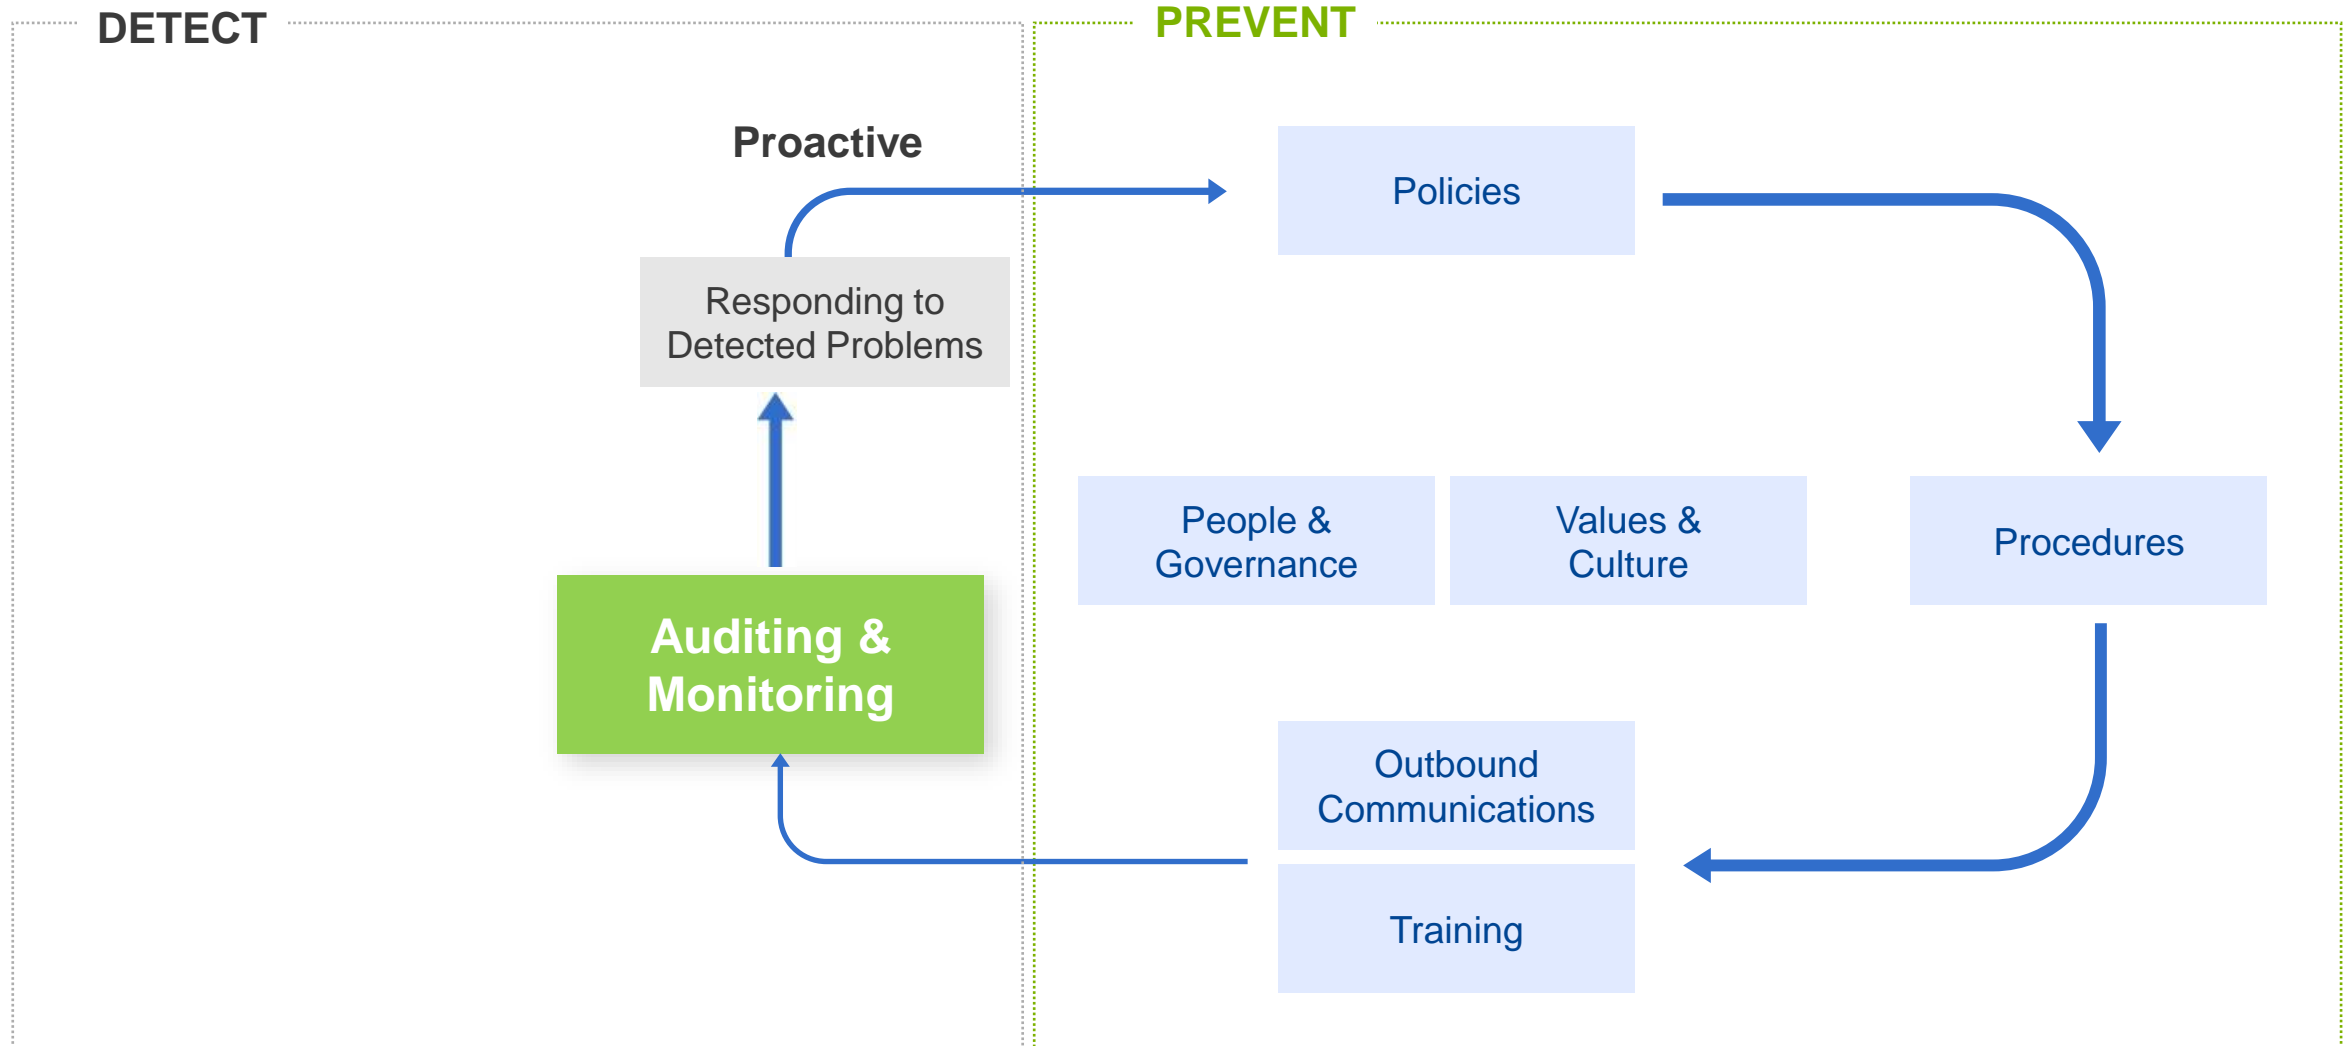 DETECT
PREVENT
Proactive
Policies
Responding to
Detected Problems
People &
Governance
Values &
Culture
Procedures
Auditing &
Monitoring
Outbound
Communications
Training